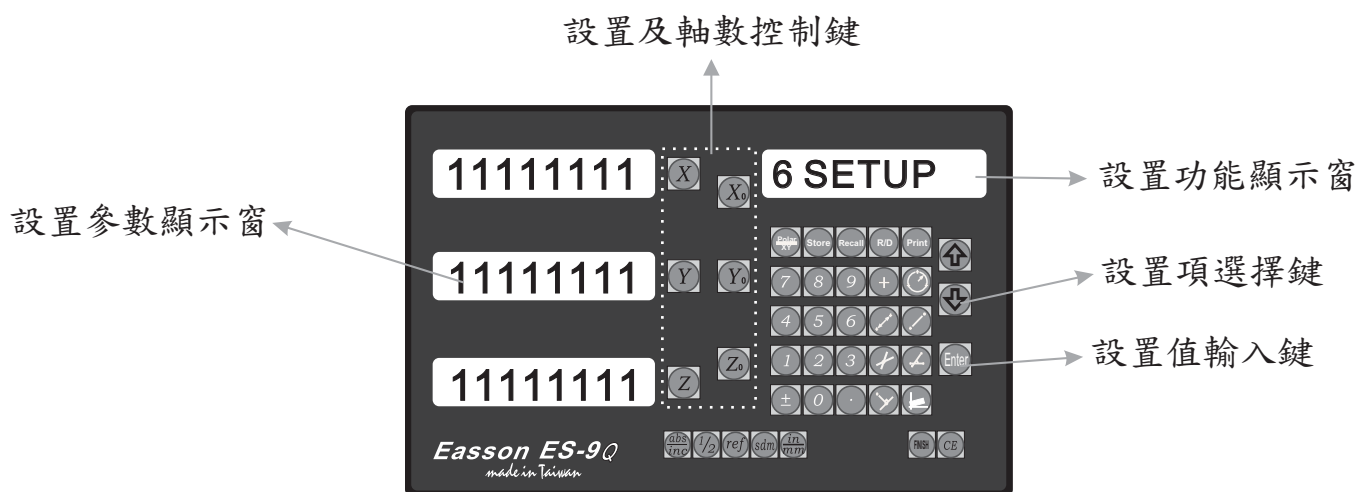 設置及軸數控制鍵
11111111
X
X0
6 SETUP
設置功能顯示窗
設置參數顯示窗
Polar XY Store Recall R/D Print
11111111
Y Y0
7 8 9 +
設置項選擇鍵
4 5 6
1 2 3 Enter
設置值輸入鍵
11111111
Z0
Z
± 0 ·
Easson ES-9Q
made in Taiwan
abs inc 1/2 ref sdm in mm
FINISH CE